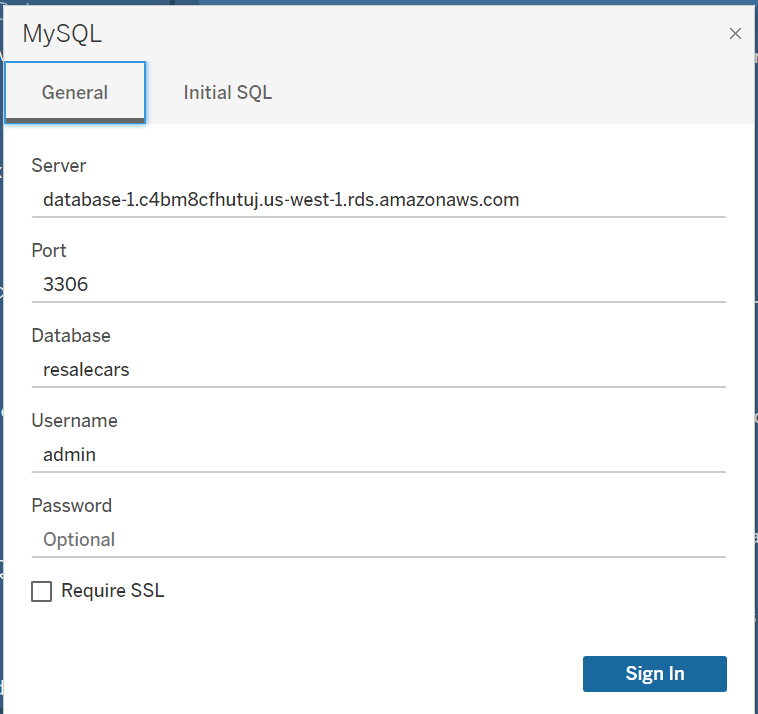 MySQL
General
Initial SQL
Server
database-1.c4bm8cfhutuj.us-west-1.rds.amazonaws.com
Port
3306
Database
resalecars
Username
admin
Password
Optional
Require SSL
Sign In